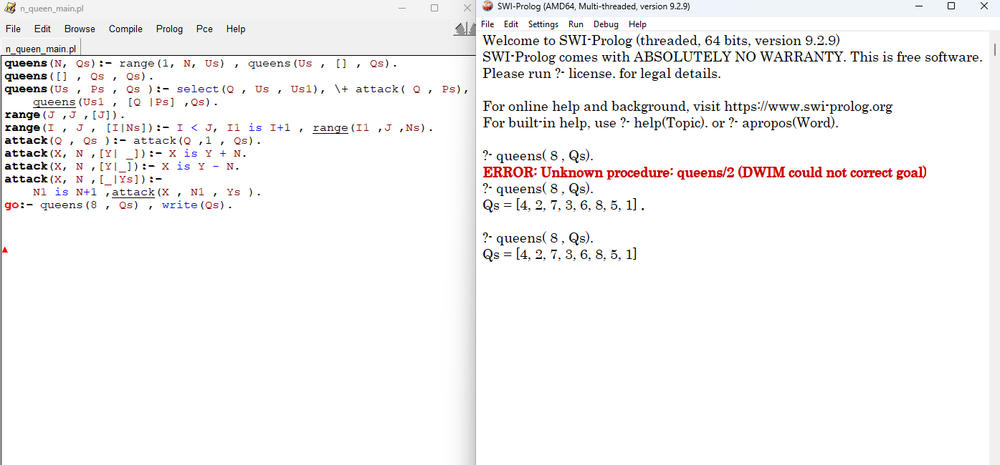 n_queen_main.pl
File Edit Browse Compile Prolog Pce Help
n_queen_main.pl
queens(N, Qs):- range(1, N, Us) , queens(Us , [] , Qs).
queens([] , Qs , Qs).
queens(Us , Ps , Qs ):- select(Q , Us , Us1), \+ attack( Q , Ps),
    queens(Us1 , [Q |Ps] ,Qs).
range(J ,J ,[J]).
range(I , J , [I|Ns]):- I < J, I1 is I+1 , range(I1 ,J ,Ns).
attack(Q , Qs ):- attack(Q ,1 , Qs).
attack(X, N ,[Y| _]):- X is Y + N.
attack(X, N ,[Y|_]):- X is Y - N.
attack(X, N ,[_|Ys]):-
    N1 is N+1 ,attack(X , N1 , Ys ).
go:- queens(8 , Qs) , write(Qs).
SWI-Prolog (AMD64, Multi-threaded, version 9.2.9)
File Edit Settings Run Debug Help
Welcome to SWI-Prolog (threaded, 64 bits, version 9.2.9)
SWI-Prolog comes with ABSOLUTELY NO WARRANTY. This is free software.
Please run ?- license. for legal details.
For online help and background, visit https://www.swi-prolog.org
For built-in help, use ?- help(Topic). or ?- apropos(Word).
?- queens( 8 , Qs).
ERROR: Unknown procedure: queens/2 (DWIM could not correct goal)
?- queens( 8 , Qs).
Qs = [4, 2, 7, 3, 6, 8, 5, 1] .
?- queens( 8 , Qs).
Qs = [4, 2, 7, 3, 6, 8, 5, 1]